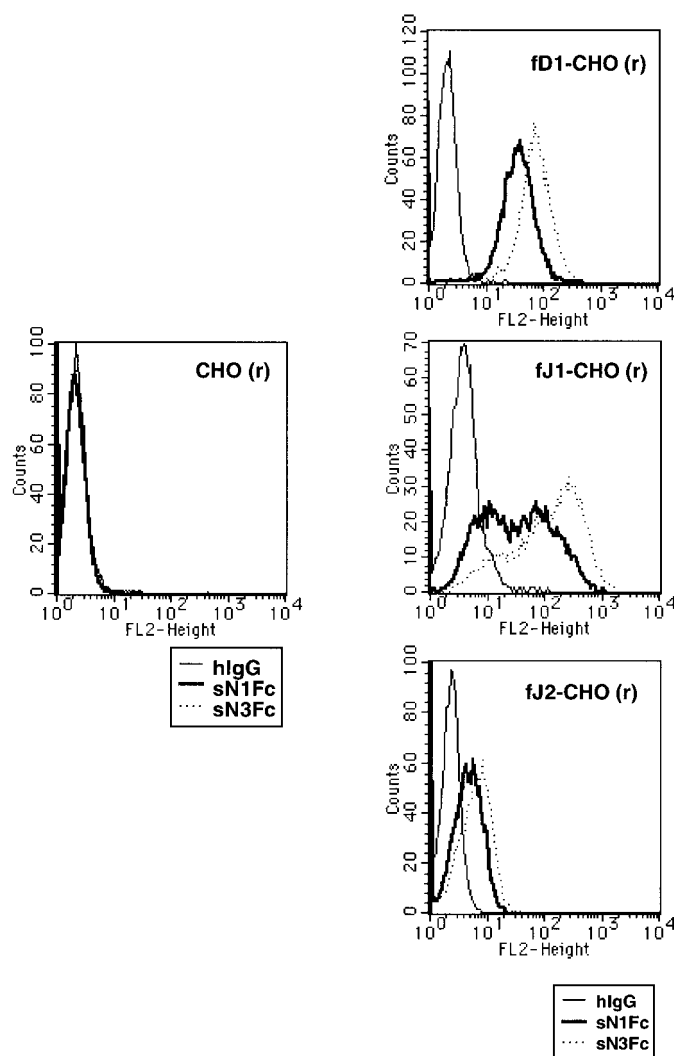 fD1-CHO (r)
Counts
120
100
80
60
40
20
0
10^0 10^1 10^2 10^3 10^4
FL2-Height
CHO (r)
Counts
100
80
60
40
20
0
10^0 10^1 10^2 10^3 10^4
FL2-Height
hIgG
sN1Fc
sN3Fc
fJ1-CHO (r)
Counts
70
60
50
40
30
20
10
0
10^0 10^1 10^2 10^3 10^4
FL2-Height
fJ2-CHO (r)
Counts
100
80
60
40
20
0
10^0 10^1 10^2 10^3 10^4
FL2-Height
hIgG
sN1Fc
sN3Fc